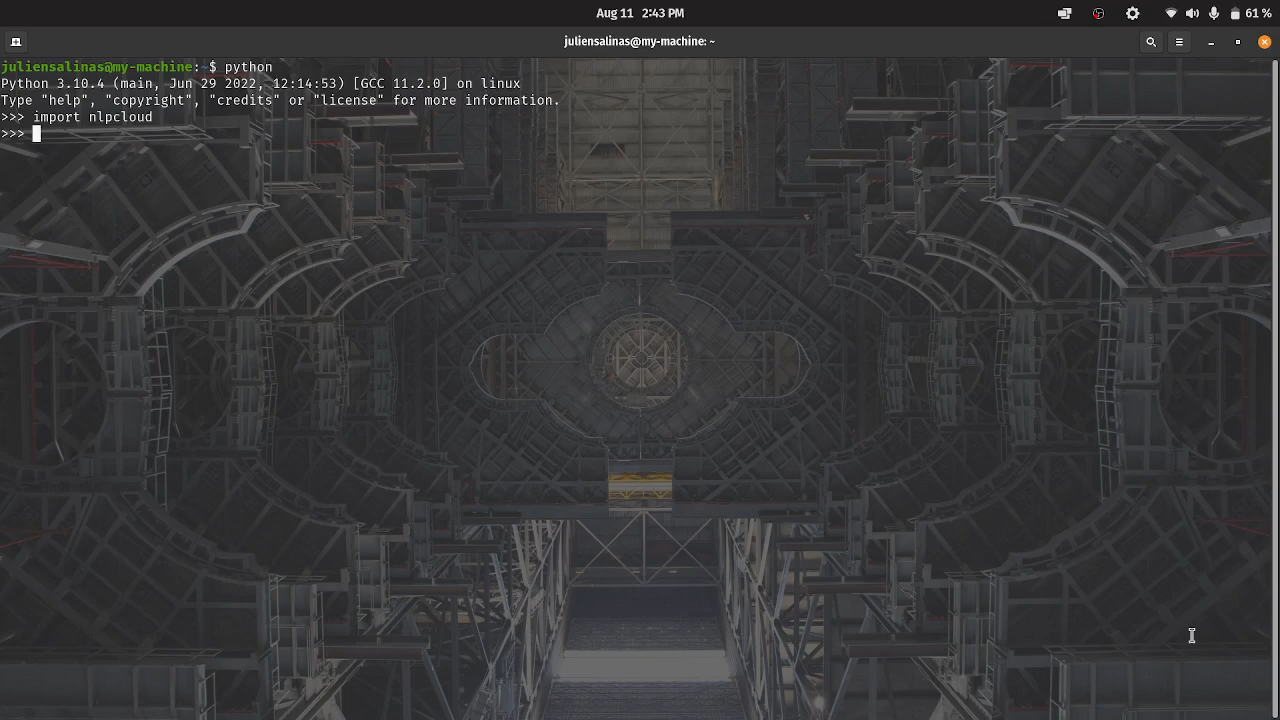 Aug 11 2:43 PM
61 %
juliensalinas@my-machine: ~
juliensalinas@my-machine:~$ python
Python 3.10.4 (main, Jun 29 2022, 12:14:53) [GCC 11.2.0] on linux
Type "help", "copyright", "credits" or "license" for more information.
>>> import nlpcloud
>>>